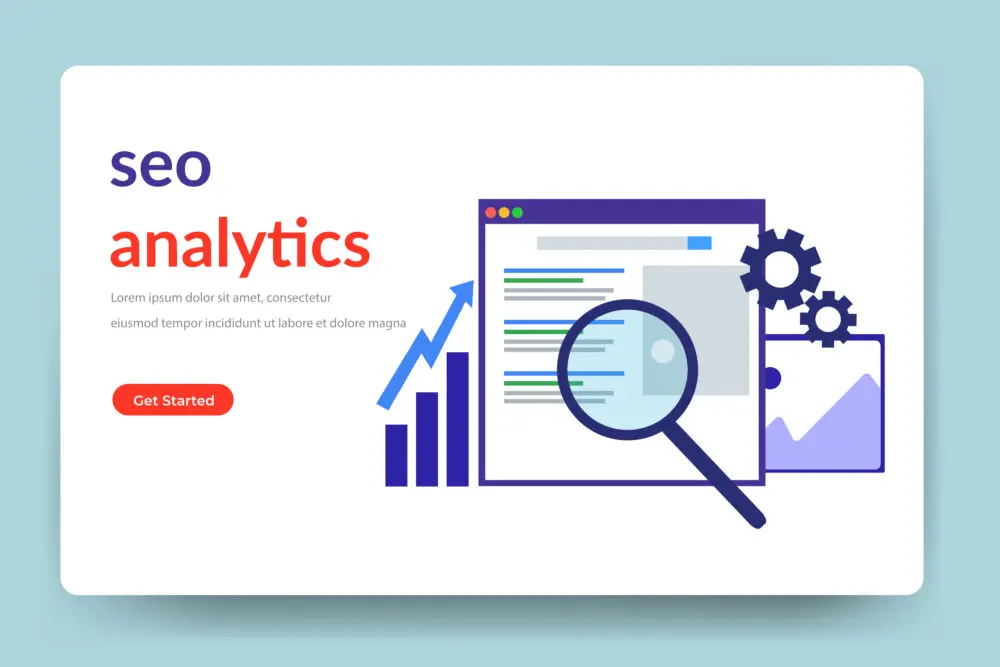 seo
analytics
Lorem ipsum dolor sit amet, consectetur
eiusmod tempor incididunt ut labore et dolore magna
Get Started